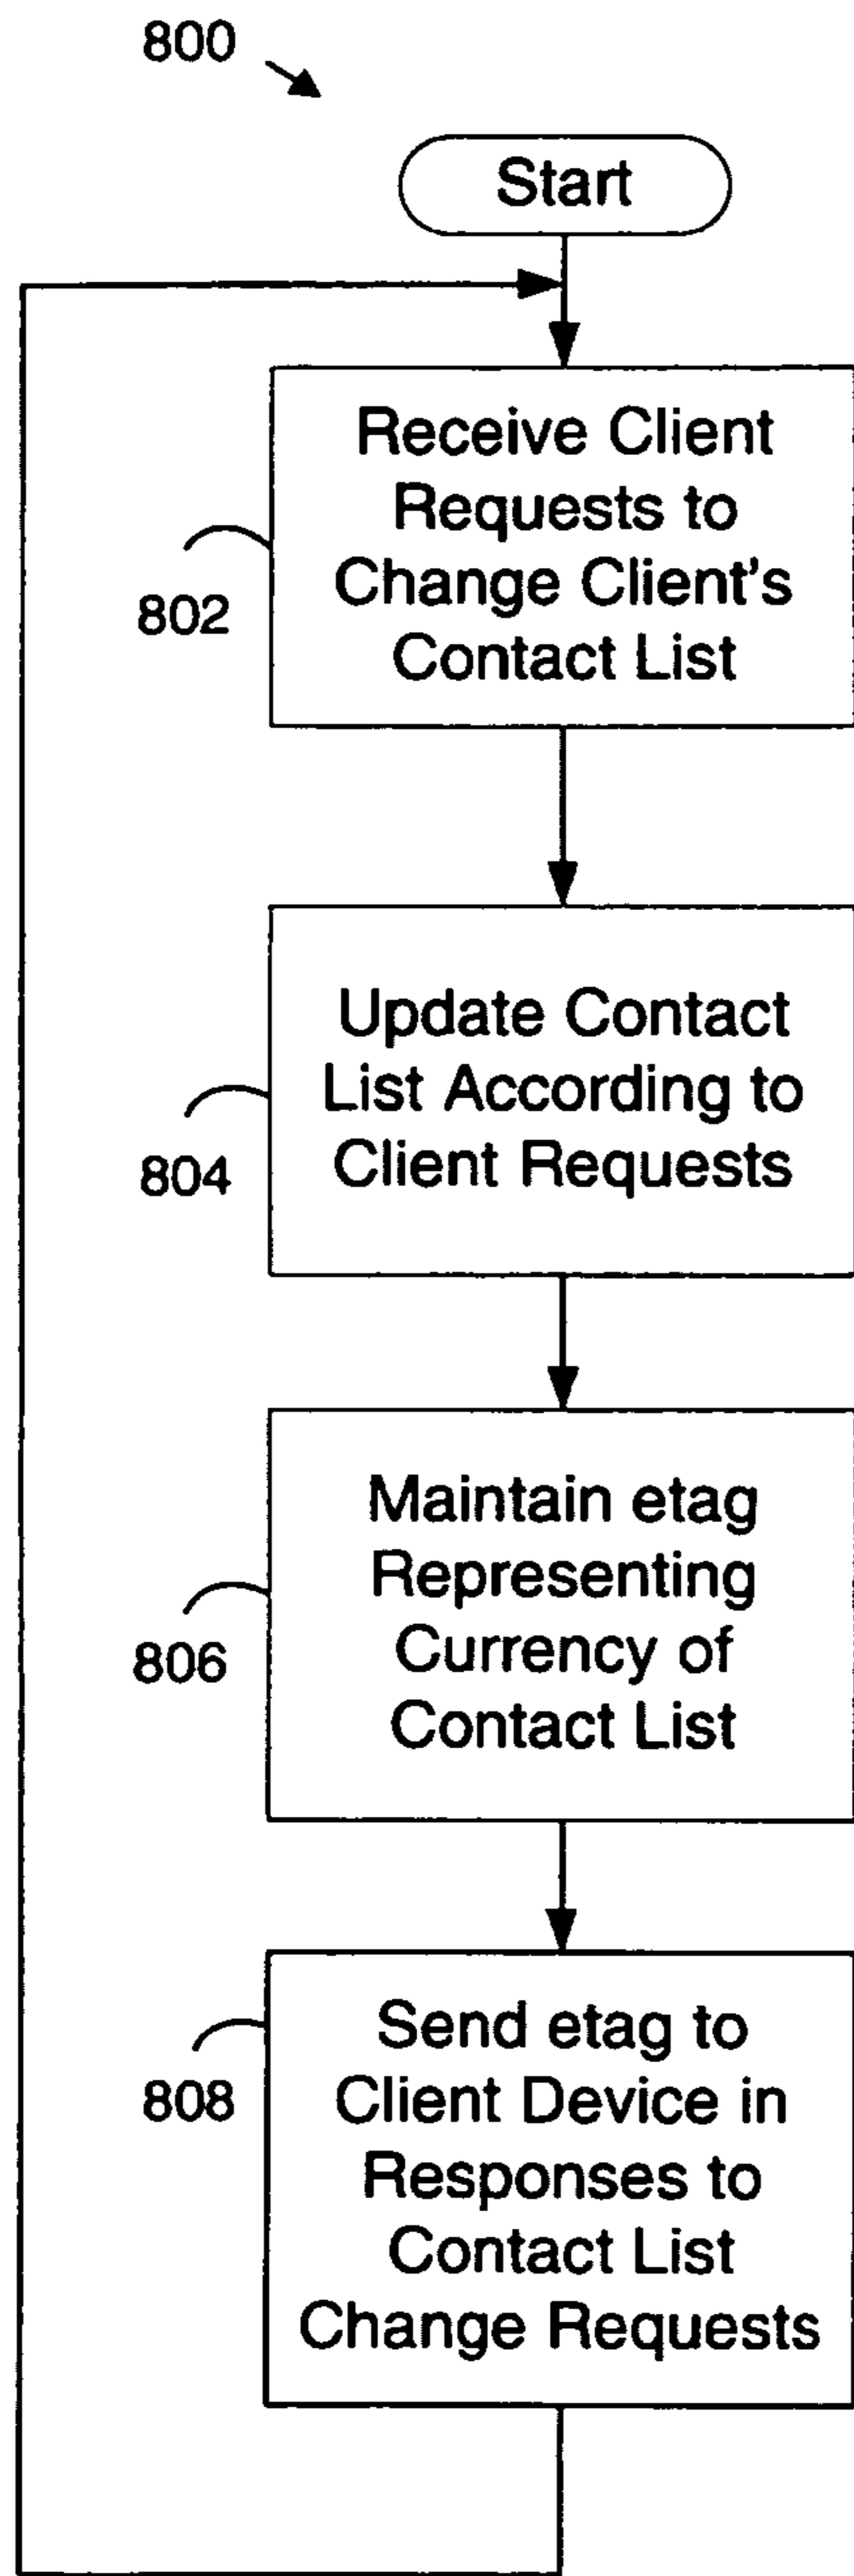 800
Start
Receive Client
Requests to
Change Client's
Contact List
802
Update Contact
List According to
Client Requests
804
Maintain etag
Representing
Currency of
Contact List
806
Send etag to
Client Device in
Responses to
Contact List
Change Requests
808